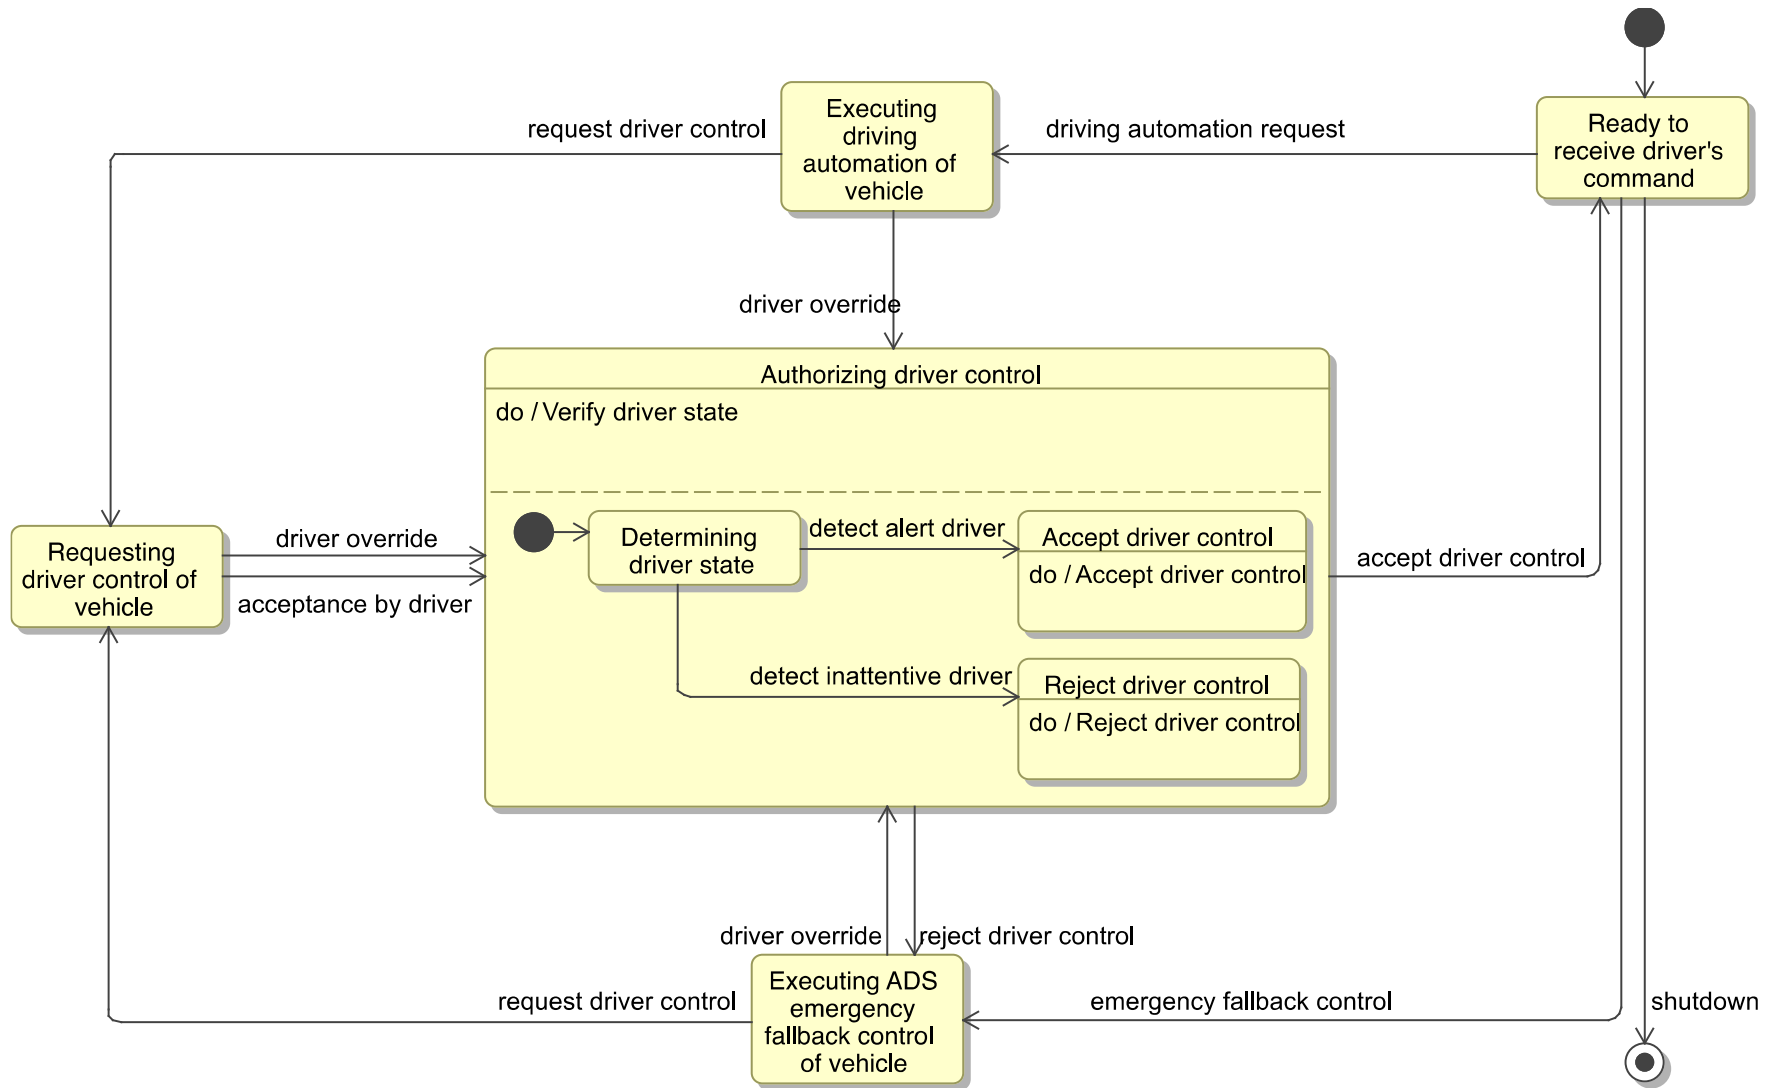 Executing
driving
automation of
vehicle
Ready to
receive driver's
command
request driver control
driving automation request
driver override
Authorizing driver control
do / Verify driver state
Requesting
driver control of
vehicle
driver override
acceptance by driver
Determining
driver state
detect alert driver
Accept driver control
do / Accept driver control
accept driver control
detect inattentive driver
Reject driver control
do / Reject driver control
driver override
reject driver control
Executing ADS
emergency
fallback control
of vehicle
request driver control
emergency fallback control
shutdown